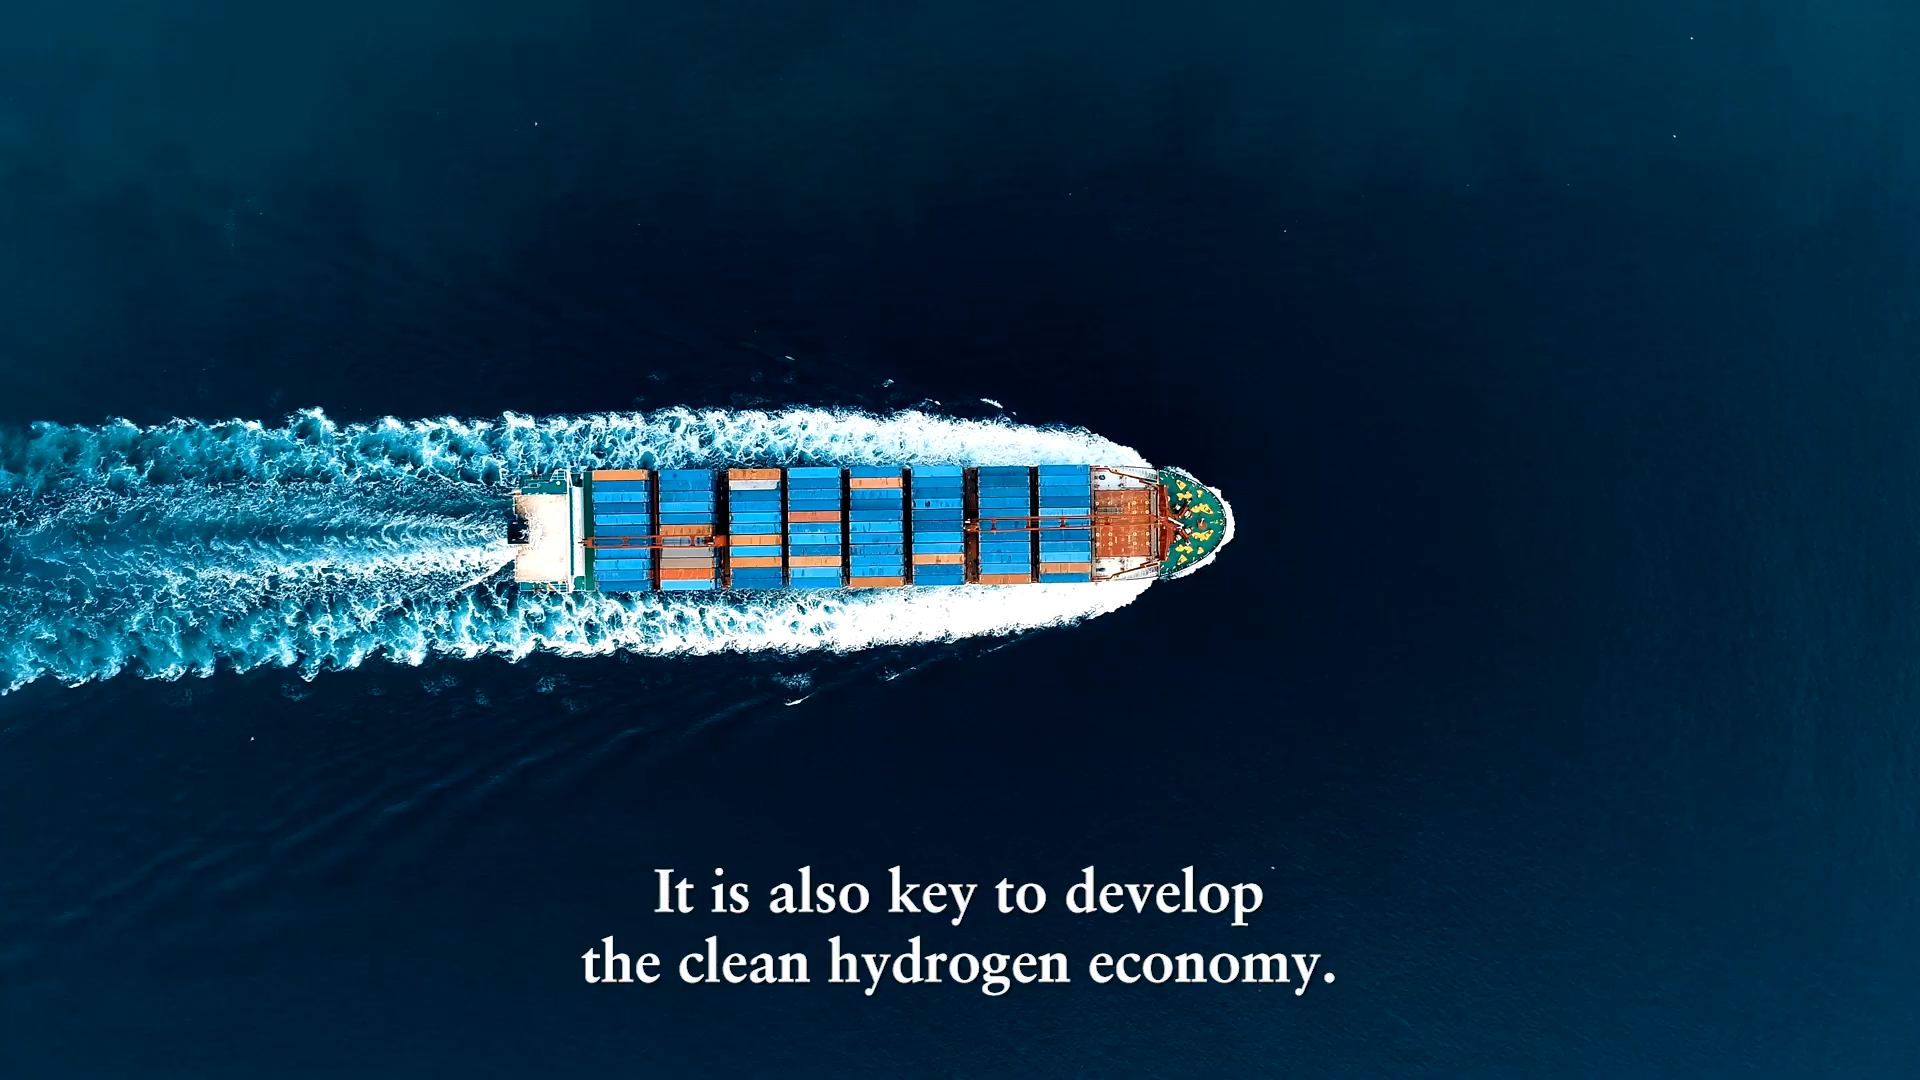 It is also key to develop
the clean hydrogen economy.